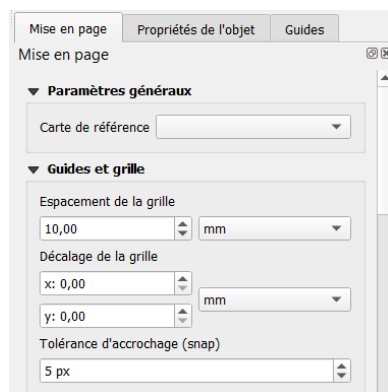 Mise en page Propriétés de l'objet Guides
Mise en page
Paramètres généraux
Carte de référence
Guides et grille
Espacement de la grille
10,00 mm
Décalage de la grille
x: 0,00
mm
y: 0,00
Tolérance d'accrochage (snap)
5 px